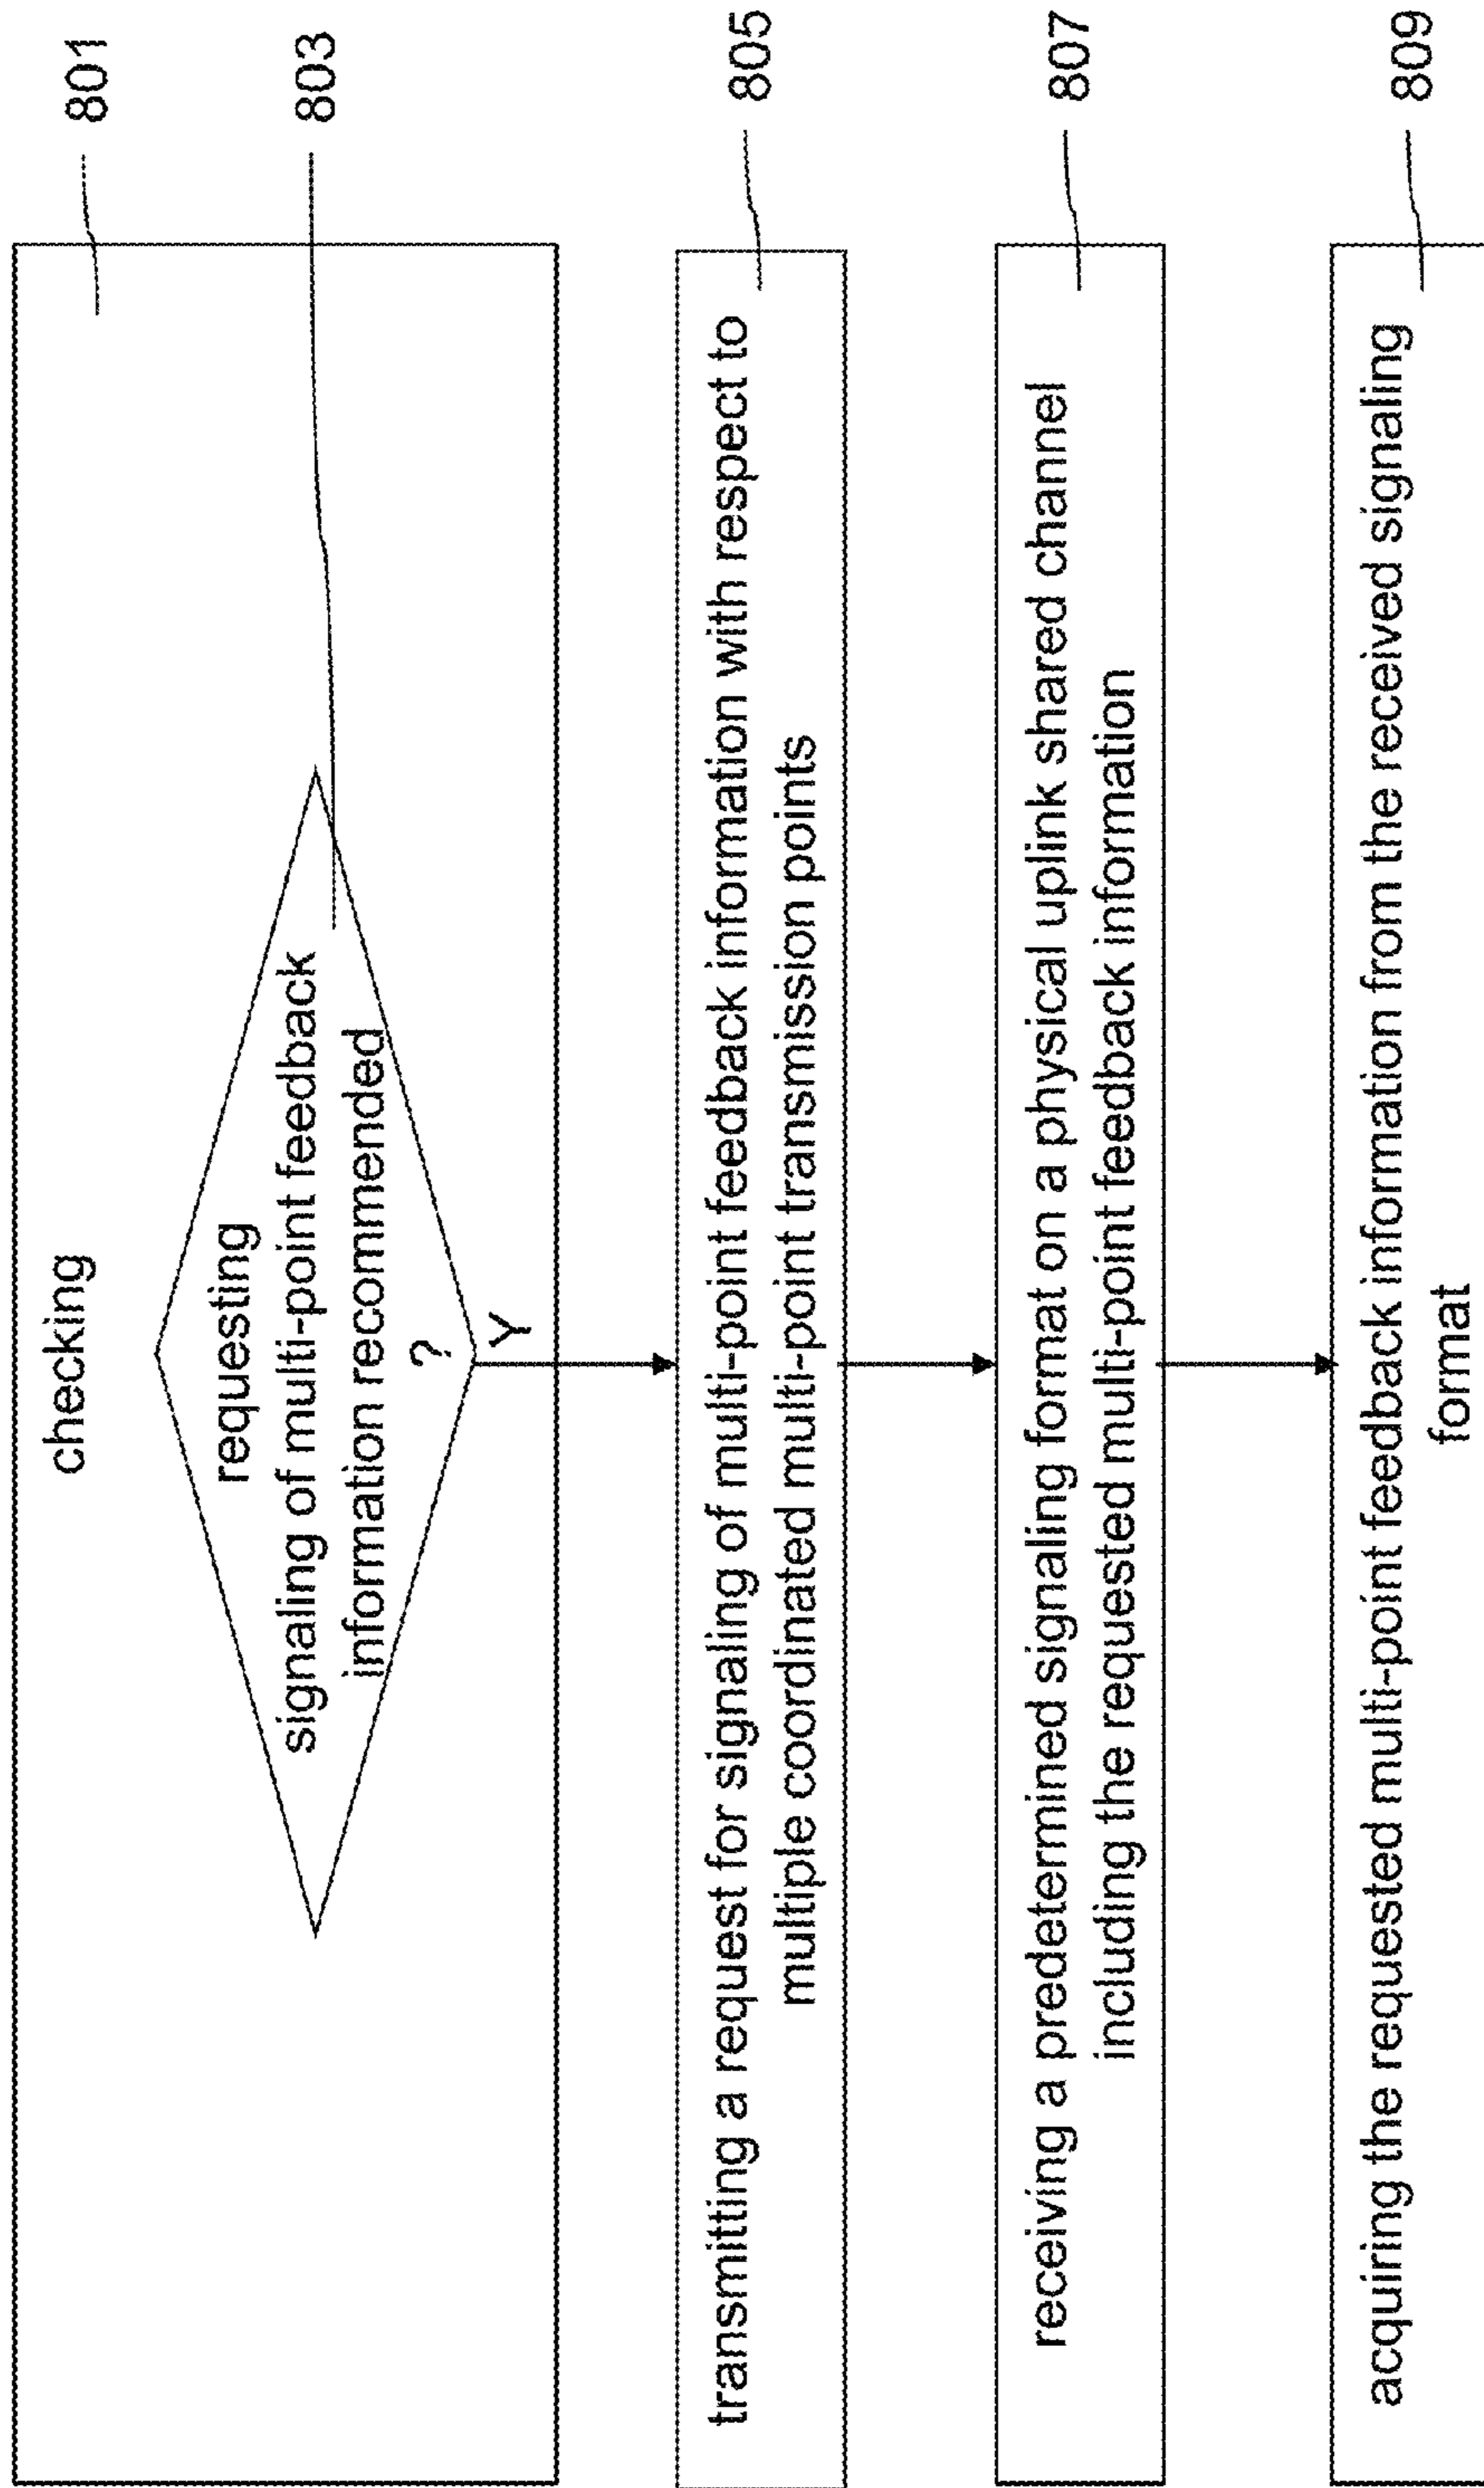 checking
801
requesting
signaling of multi-point feedback
information recommended
?
803
Y
transmitting a request for signaling of multi-point feedback information with respect to
multiple coordinated multi-point transmission points
805
receiving a predetermined signaling format on a physical uplink shared channel
including the requested multi-point feedback information
807
acquiring the requested multi-point feedback information from the received signaling
format
809